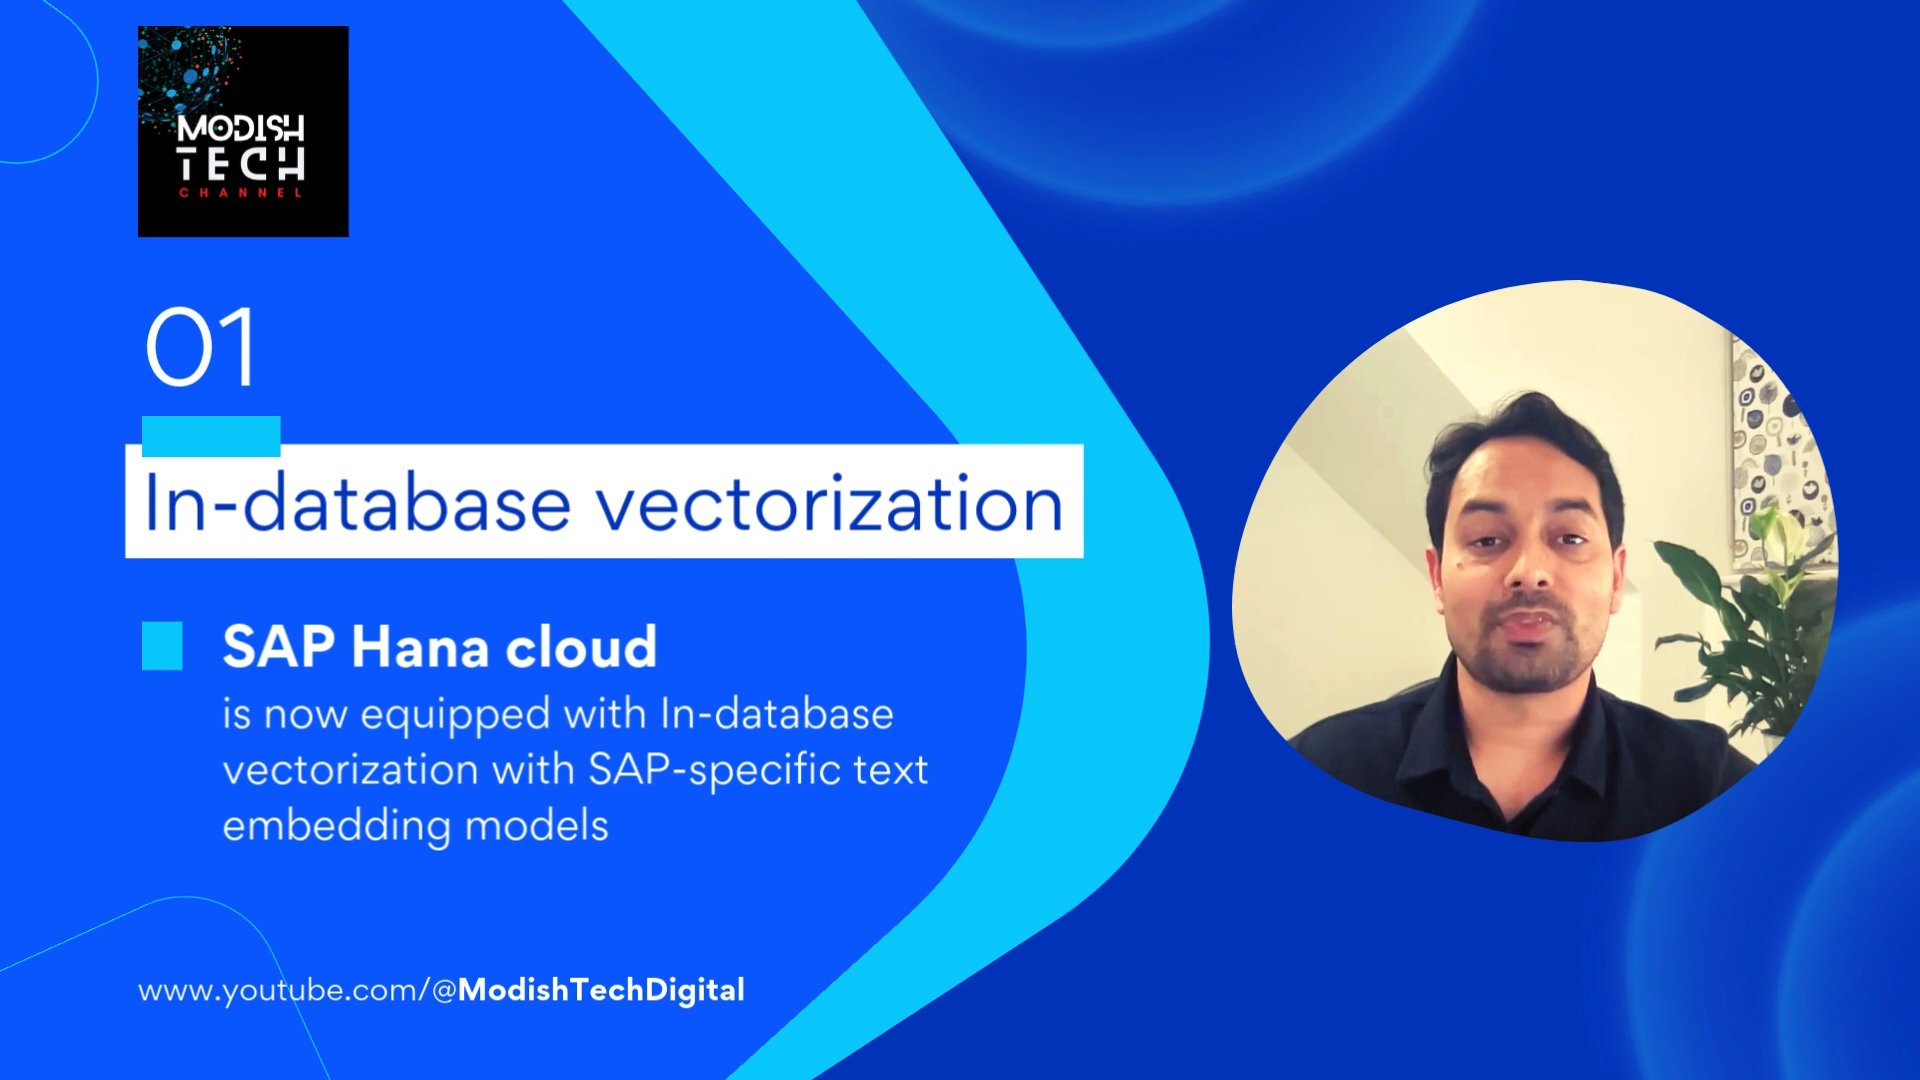 MODISH
TECH
CHANNEL
01
In-database vectorization
SAP Hana cloud
is now equipped with In-database
vectorization with SAP-specific text
embedding models
www.youtube.com/@ModishTechDigital